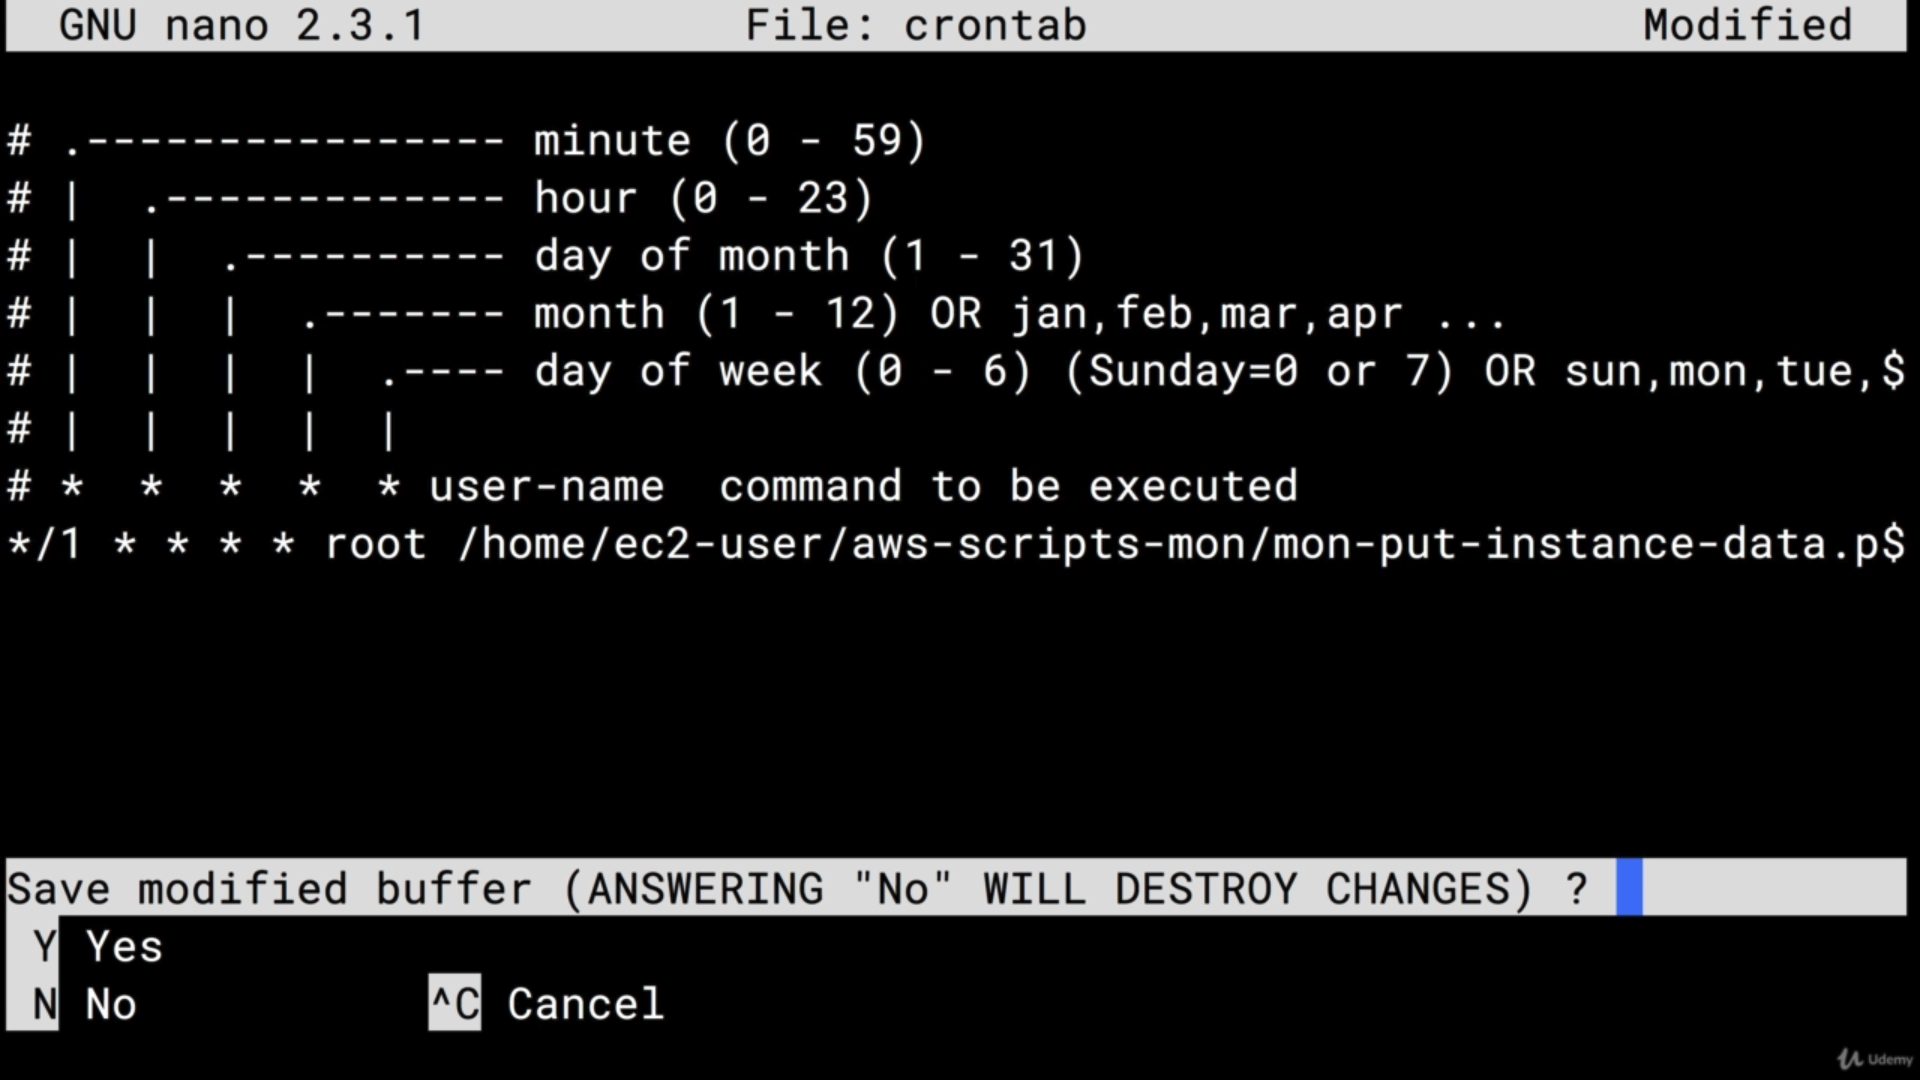 GNU nano 2.3.1 File: crontab Modified
# .---------------- minute (0 - 59)
# |  .------------- hour (0 - 23)
# |  |  .---------- day of month (1 - 31)
# |  |  |  .------- month (1 - 12) OR jan,feb,mar,apr ...
# |  |  |  |  .---- day of week (0 - 6) (Sunday=0 or 7) OR sun,mon,tue,$
# |  |  |  |  |
# *  *  *  *  * user-name  command to be executed
*/1 * * * * root /home/ec2-user/aws-scripts-mon/mon-put-instance-data.p$
Save modified buffer (ANSWERING "No" WILL DESTROY CHANGES) ?
Y Yes
N No ^C Cancel
Udemy